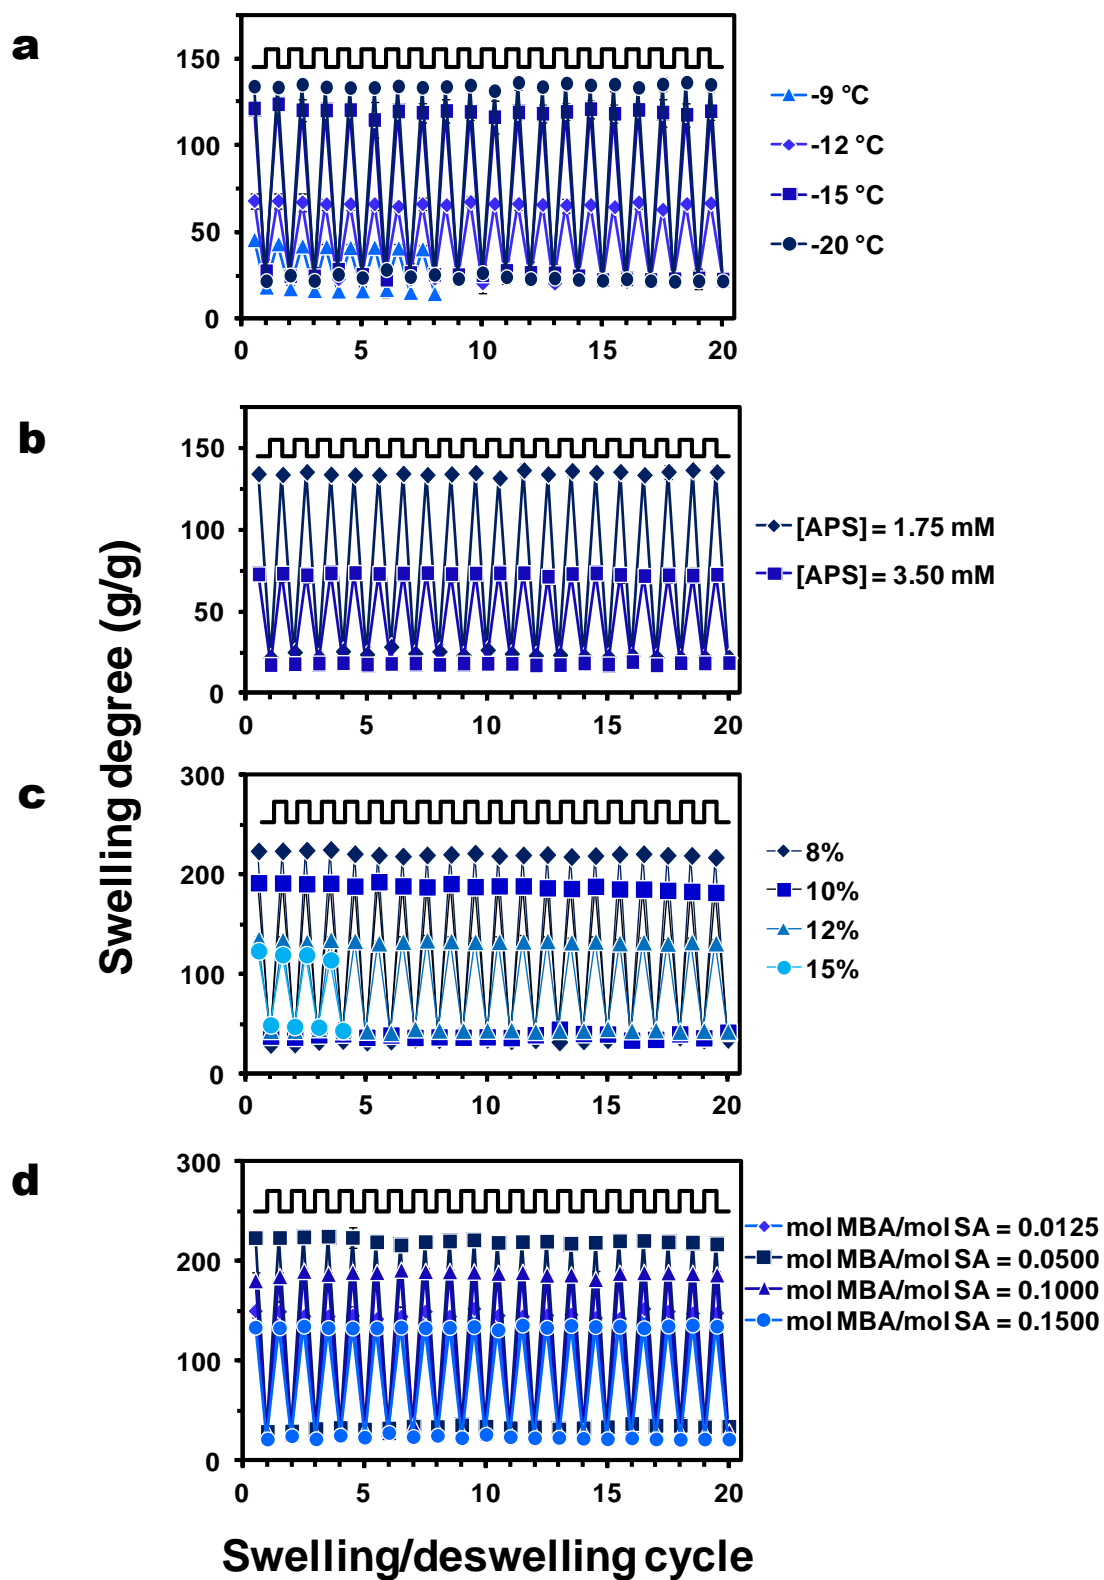 a
150
100
50
0
0 5 10 15 20
-9 °C
-12 °C
-15 °C
-20 °C
b
150
100
50
0
0 5 10 15 20
[APS] = 1.75 mM
[APS] = 3.50 mM
Swelling degree (g/g)
c
300
200
100
0
0 5 10 15 20
8%
10%
12%
15%
d
300
200
100
0
0 5 10 15 20
mol MBA/mol SA = 0.0125
mol MBA/mol SA = 0.0500
mol MBA/mol SA = 0.1000
mol MBA/mol SA = 0.1500
Swelling/deswelling cycle